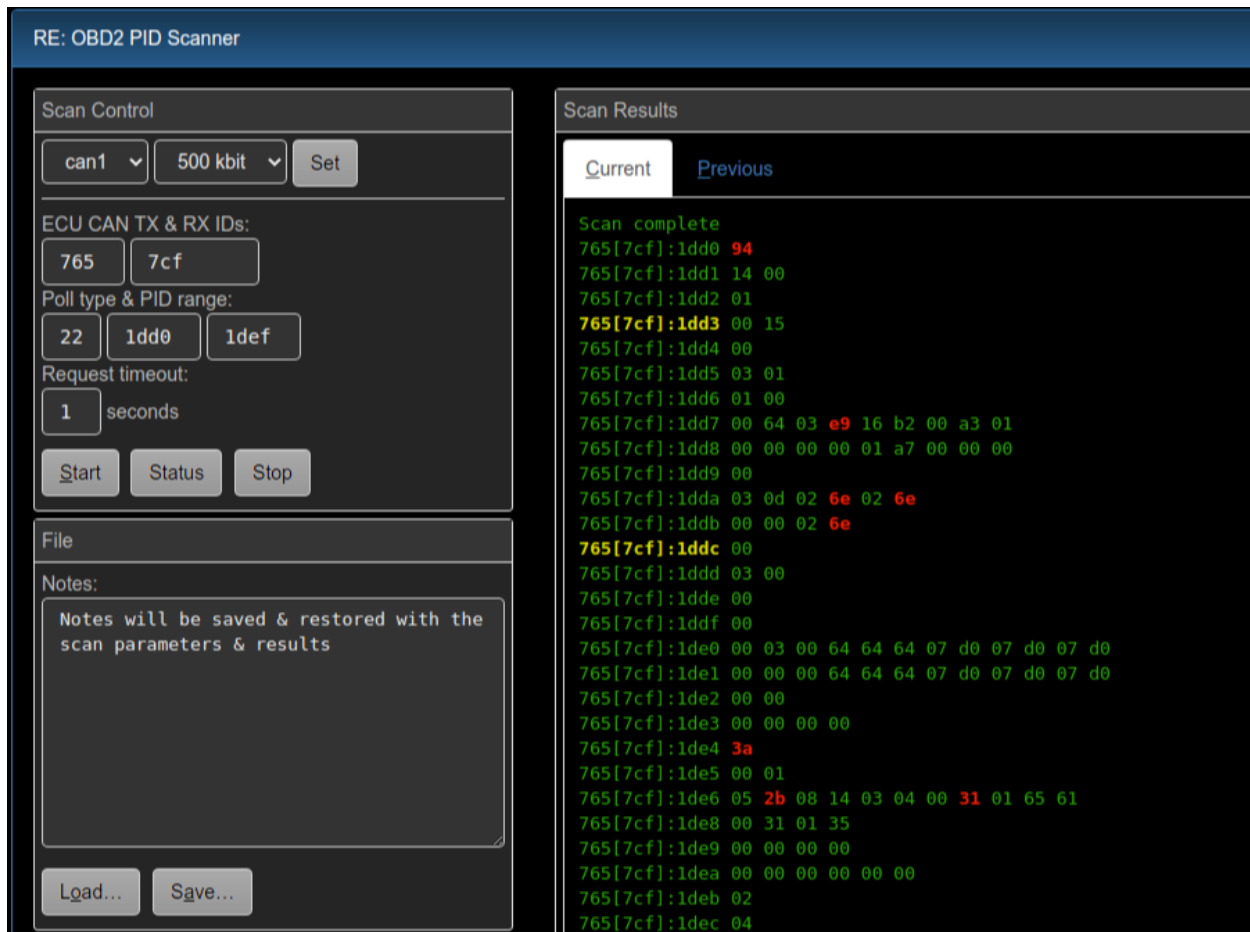 RE: OBD2 PID Scanner
Scan Control
can1 500 kbit Set
ECU CAN TX & RX IDs:
765 7cf
Poll type & PID range:
22 1dd0 1def
Request timeout:
1 seconds
Start Status Stop
File
Notes:
Notes will be saved & restored with the
scan parameters & results
Load... Save...
Scan Results
Current Previous
Scan complete
765[7cf]:1dd0 94
765[7cf]:1dd1 14 00
765[7cf]:1dd2 01
765[7cf]:1dd3 00 15
765[7cf]:1dd4 00
765[7cf]:1dd5 03 01
765[7cf]:1dd6 01 00
765[7cf]:1dd7 00 64 03 e9 16 b2 00 a3 01
765[7cf]:1dd8 00 00 00 00 01 a7 00 00 00
765[7cf]:1dd9 00
765[7cf]:1dda 03 0d 02 6e 02 6e
765[7cf]:1ddb 00 00 02 6e
765[7cf]:1ddc 00
765[7cf]:1ddd 03 00
765[7cf]:1dde 00
765[7cf]:1ddf 00
765[7cf]:1de0 00 03 00 64 64 64 07 d0 07 d0 07 d0
765[7cf]:1de1 00 00 00 64 64 64 07 d0 07 d0 07 d0
765[7cf]:1de2 00 00
765[7cf]:1de3 00 00 00 00
765[7cf]:1de4 3a
765[7cf]:1de5 00 01
765[7cf]:1de6 05 2b 08 14 03 04 00 31 01 65 61
765[7cf]:1de8 00 31 01 35
765[7cf]:1de9 00 00 00 00
765[7cf]:1dea 00 00 00 00 00 00
765[7cf]:1deb 02
765[7cf]:1dec 04